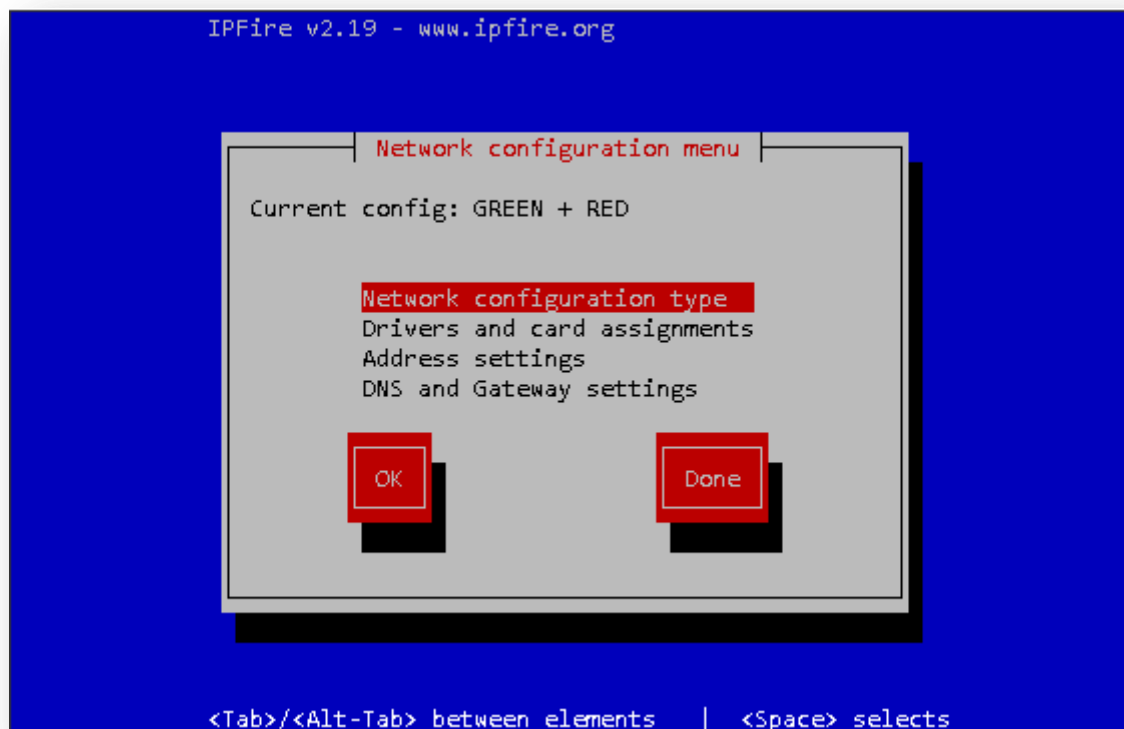 IPFire v2.19 - www.ipfire.org
Network configuration menu
Current config: GREEN + RED
Network configuration type
Drivers and card assignments
Address settings
DNS and Gateway settings
OK Done
<Tab>/<Alt-Tab> between elements | <Space> selects